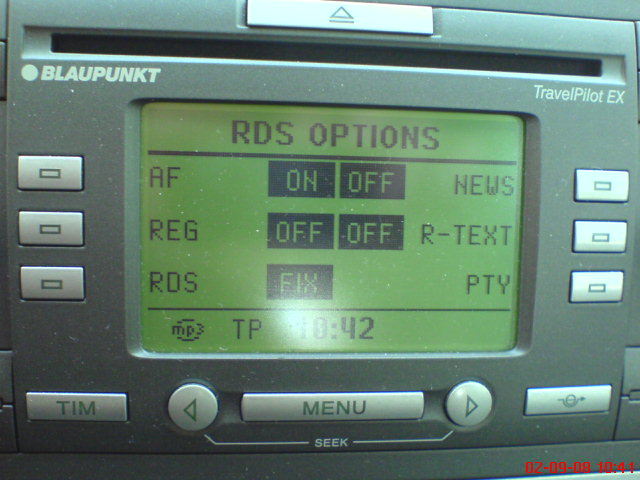 BLAUPUNKT
TravelPilot EX
RDS OPTIONS
AF ON OFF NEWS
REG OFF OFF R-TEXT
RDS FIX PTY
mp3 TP 10:42
TIM MENU
SEEK
02-09-08 10:41